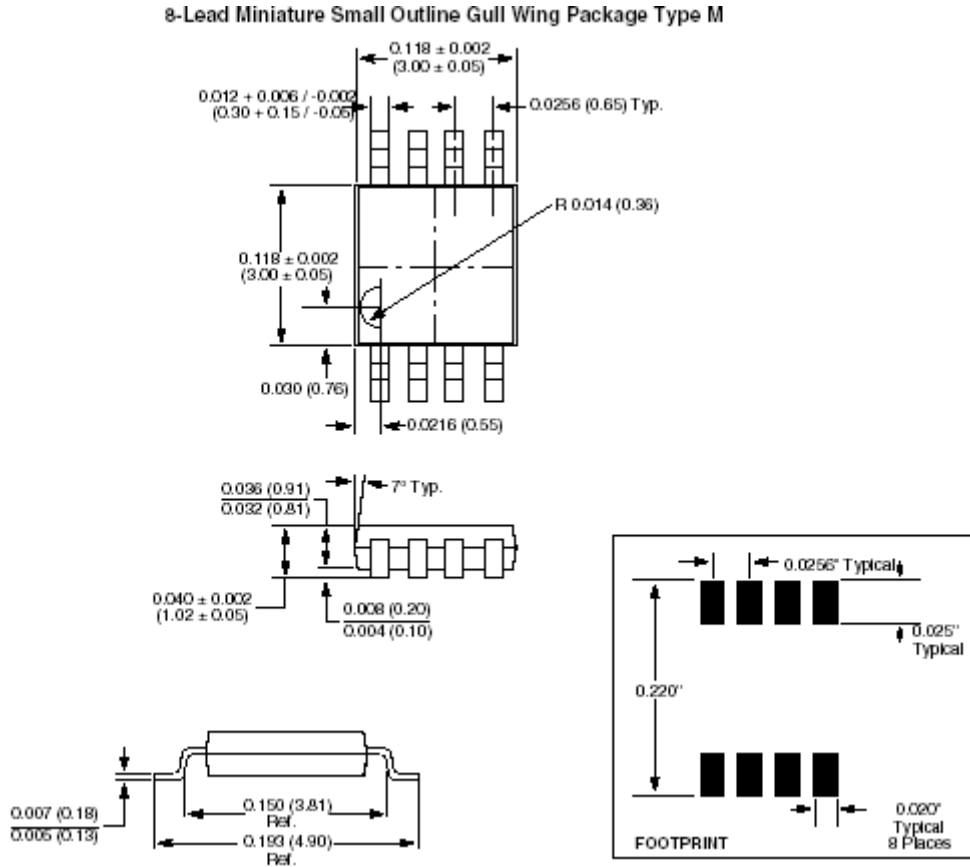 8-Lead Miniature Small Outline Gull Wing Package Type M
0.118 ± 0.002
(3.00 ± 0.05)
0.012 + 0.006 / -0.002
(0.30 + 0.15 / -0.05)
0.0256 (0.65) Typ.
R 0.014 (0.36)
0.118 ± 0.002
(3.00 ± 0.05)
0.030 (0.76)
0.0216 (0.55)
7° Typ.
0.036 (0.91)
0.032 (0.81)
0.040 ± 0.002
(1.02 ± 0.05)
0.008 (0.20)
0.004 (0.10)
0.007 (0.18)
0.005 (0.13)
0.150 (3.81)
Ref.
0.193 (4.90)
Ref.
0.0256" Typical
0.025"
Typical
0.220"
0.020"
Typical
8 Places
FOOTPRINT